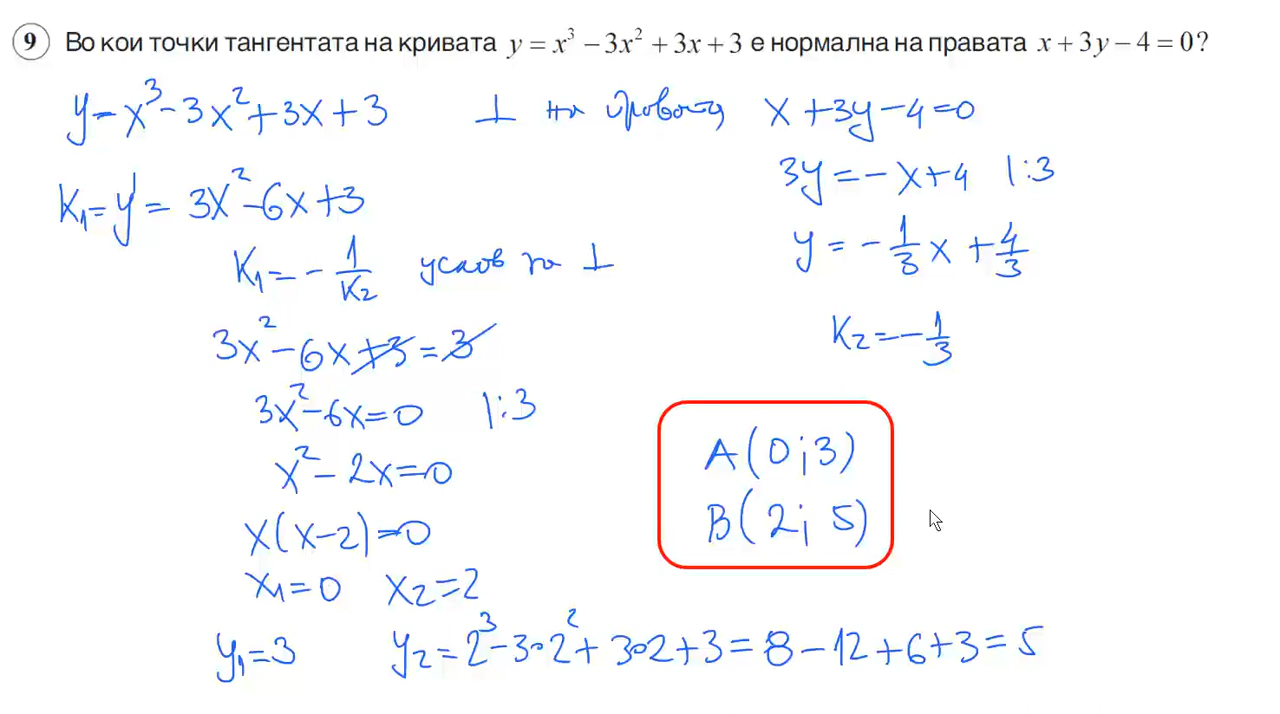 9 Во кои точки тангентата на кривата y = x³ − 3x² + 3x + 3 е нормална на правата x + 3y − 4 = 0?
y = x³ − 3x² + 3x + 3 ⊥ на правата x + 3y − 4 = 0
3y = −x + 4 |:3
K₁ = y' = 3x² − 6x + 3
y = −1/3 x + 4/3
K₁ = − 1/K₂ услов за ⊥
K₂ = −1/3
3x² − 6x + 3 = 3
3x² − 6x = 0 |:3
x² − 2x = 0
x(x − 2) = 0
x₁ = 0 x₂ = 2
y₁ = 3 y₂ = 2³ − 3·2² + 3·2 + 3 = 8 − 12 + 6 + 3 = 5
A(0; 3)
B(2; 5)